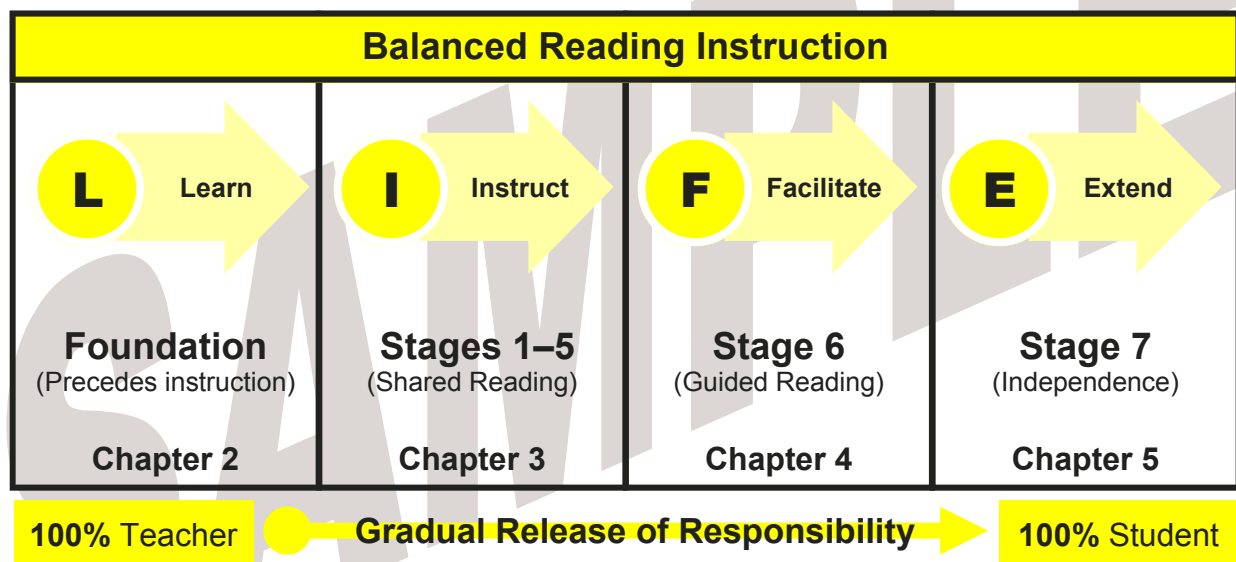 Balanced Reading Instruction
L Learn
I Instruct
F Facilitate
E Extend
Foundation
(Precedes instruction)
Chapter 2
Stages 1–5
(Shared Reading)
Chapter 3
Stage 6
(Guided Reading)
Chapter 4
Stage 7
(Independence)
Chapter 5
100% Teacher
Gradual Release of Responsibility
100% Student
SAMPLE